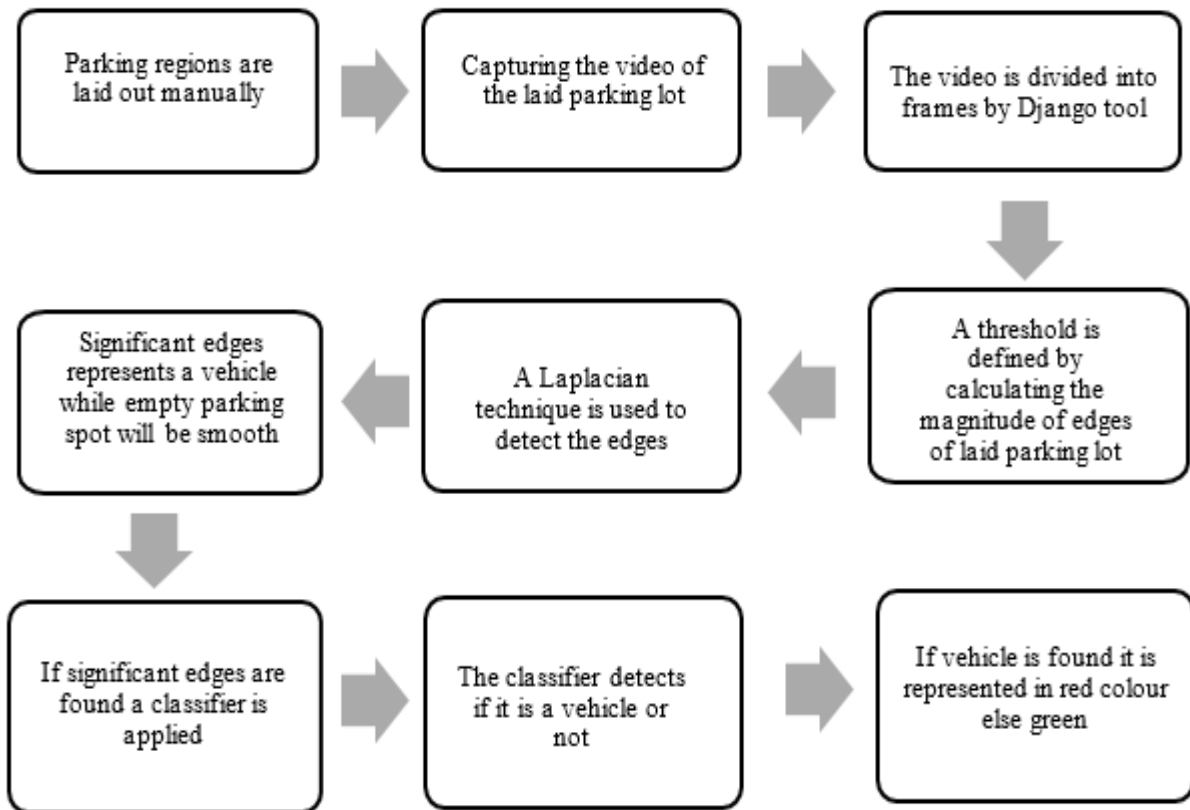 Parking regions are
laid out manually
Capturing the video of
the laid parking lot
The video is divided into
frames by Django tool
A threshold is
defined by
calculating the
magnitude of edges
of laid parking lot
A Laplacian
technique is used to
detect the edges
Significant edges
represents a vehicle
while empty parking
spot will be smooth
If significant edges are
found a classifier is
applied
The classifier detects
if it is a vehicle or
not
If vehicle is found it is
represented in red colour
else green